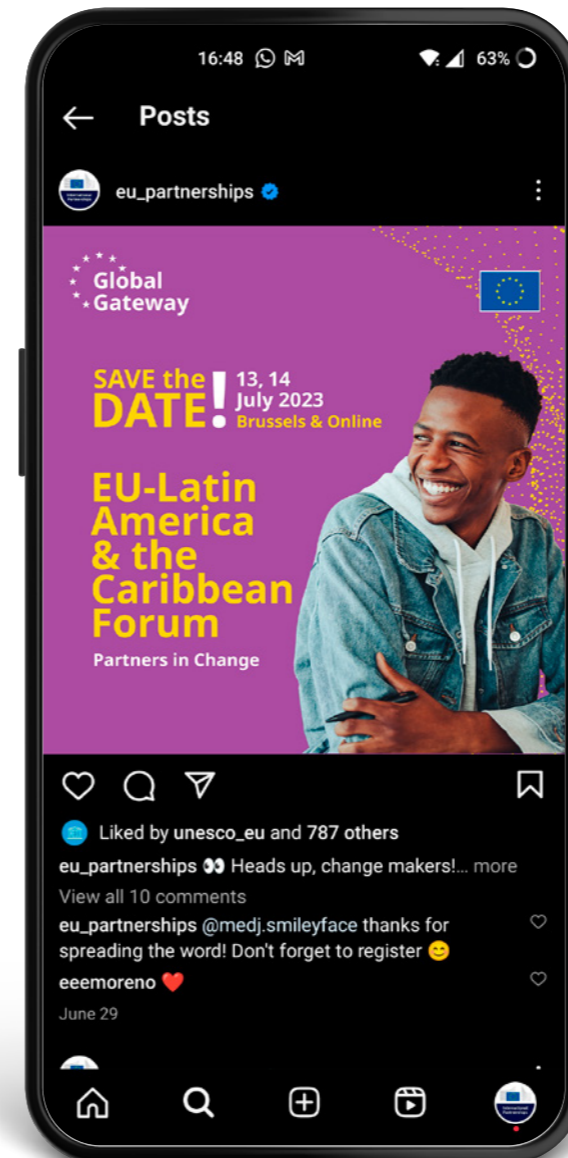 16:48 63%
Posts
eu_partnerships
Global
Gateway
SAVE the
DATE!
13, 14
July 2023
Brussels & Online
EU-Latin
America
& the
Caribbean
Forum
Partners in Change
Liked by unesco_eu and 787 others
eu_partnerships 👀 Heads up, change makers!... more
View all 10 comments
eu_partnerships @medj.smileyface thanks for
spreading the word! Don't forget to register 😊
eeemoreno ❤️
June 29